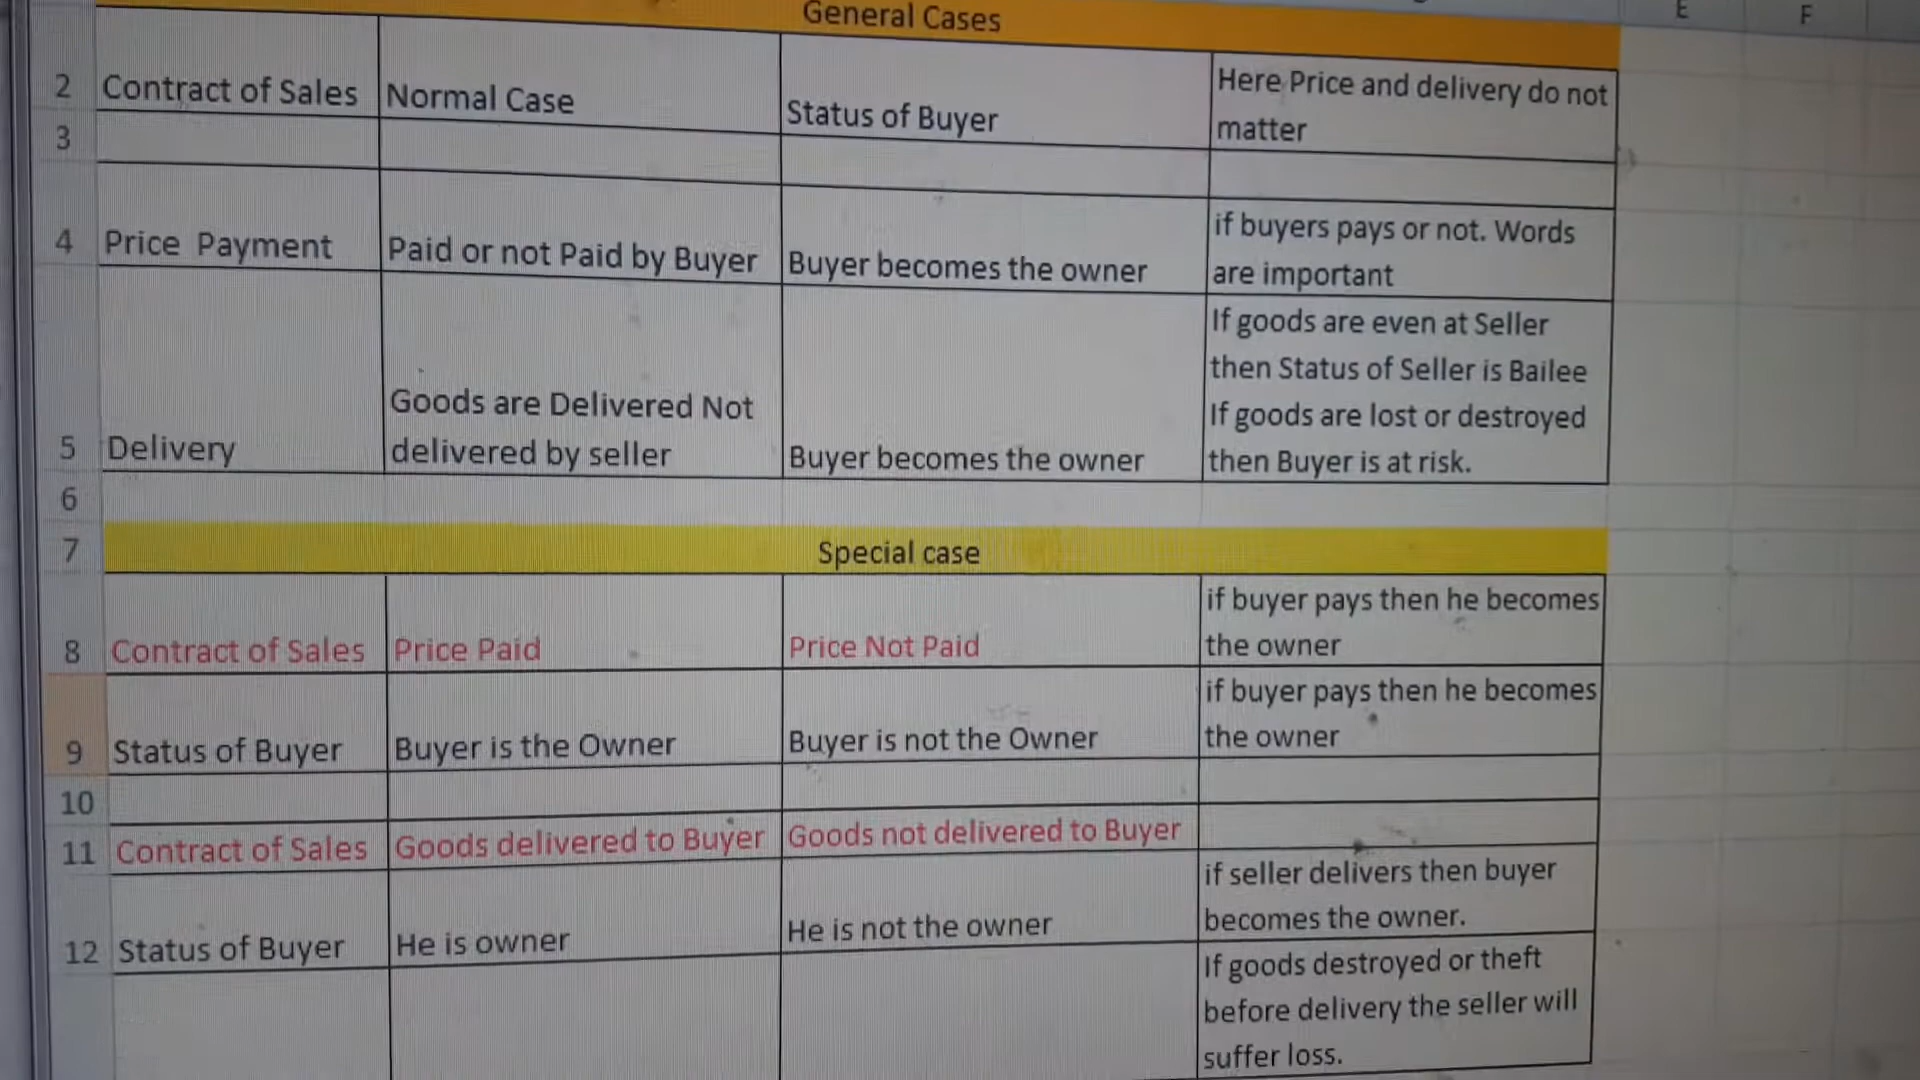 General Cases
E
F
2
Contract of Sales
Normal Case
Status of Buyer
Here Price and delivery do not
matter
3
4
Price Payment
Paid or not Paid by Buyer
Buyer becomes the owner
if buyers pays or not. Words
are important
5
Delivery
Goods are Delivered Not
delivered by seller
Buyer becomes the owner
If goods are even at Seller
then Status of Seller is Bailee
If goods are lost or destroyed
then Buyer is at risk.
6
7
Special case
8
Contract of Sales
Price Paid
Price Not Paid
if buyer pays then he becomes
the owner
9
Status of Buyer
Buyer is the Owner
Buyer is not the Owner
if buyer pays then he becomes
the owner
10
11
Contract of Sales
Goods delivered to Buyer
Goods not delivered to Buyer
12
Status of Buyer
He is owner
He is not the owner
if seller delivers then buyer
becomes the owner.
If goods destroyed or theft
before delivery the seller will
suffer loss.